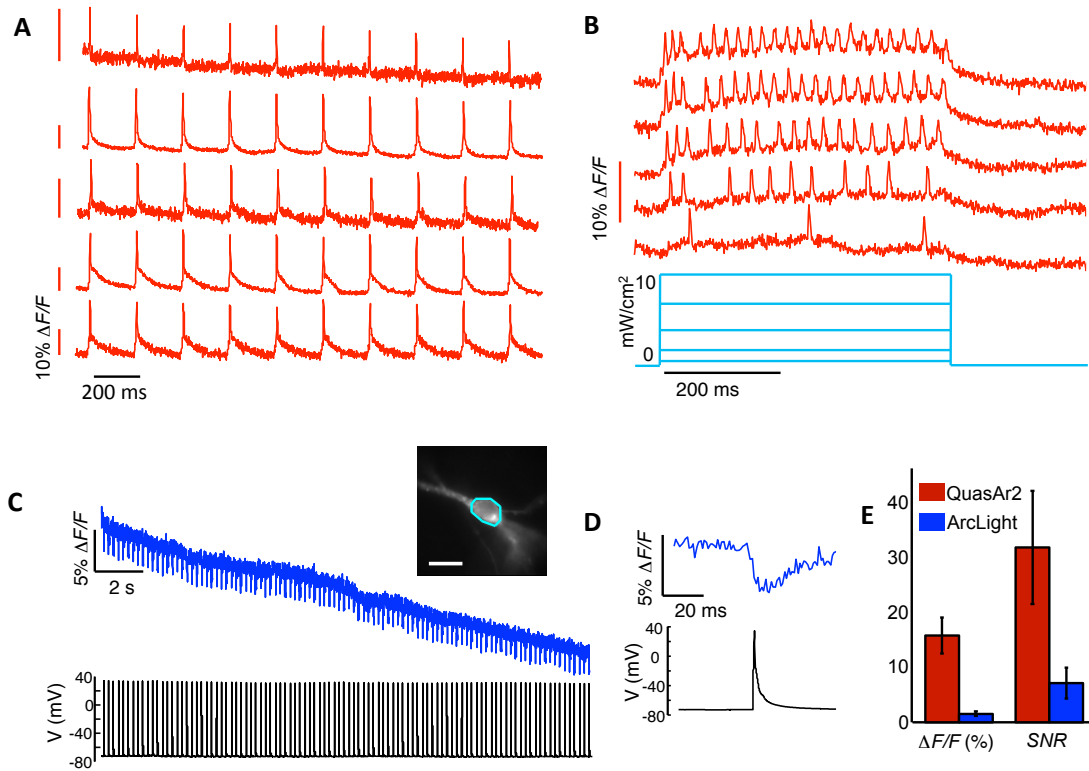 A
10% ΔF/F
200 ms
B
10% ΔF/F
10
0
mW/cm²
200 ms
C
5% ΔF/F
2 s
40
0
-40
-80
V (mV)
D
5% ΔF/F
20 ms
40
0
-40
-80
V (mV)
E
QuasAr2
ArcLight
40
30
20
10
0
ΔF/F (%)
SNR